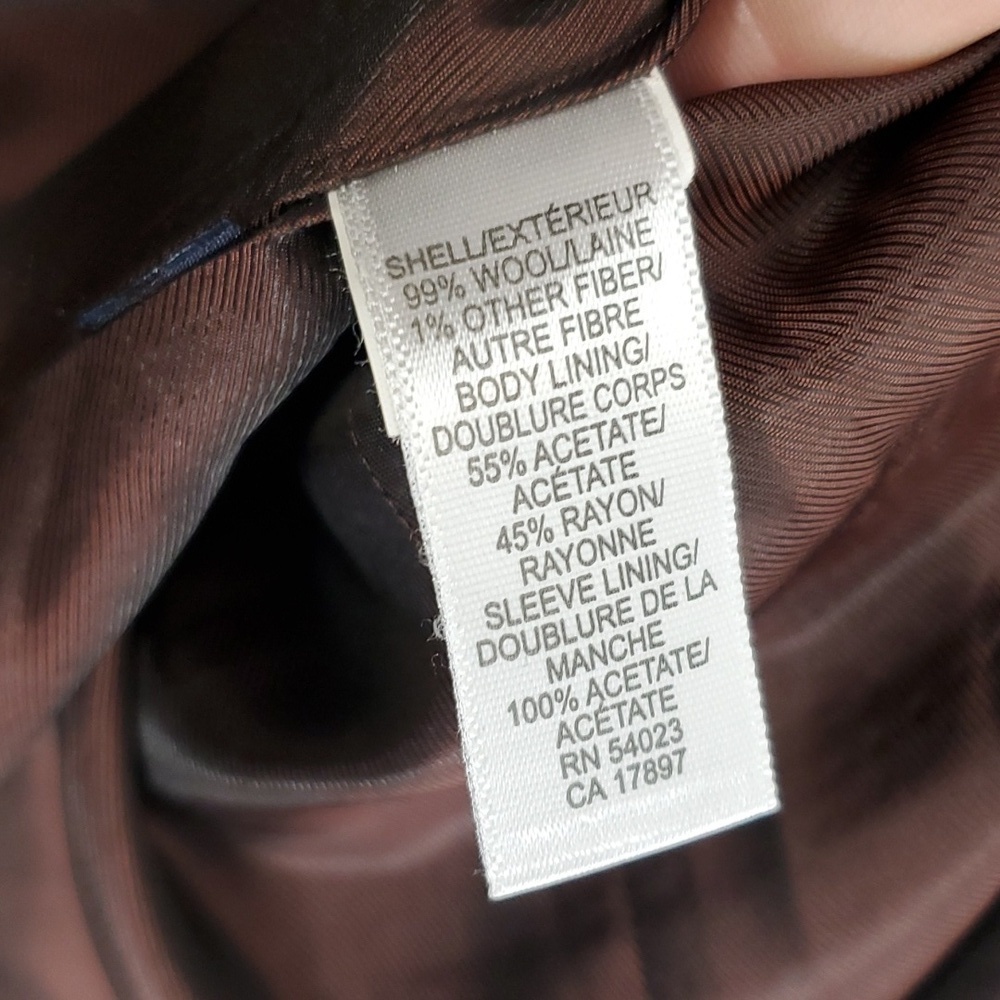 SHELL/EXTÉRIEUR
99% WOOL/LAINE
1% OTHER FIBER/
AUTRE FIBRE
BODY LINING/
DOUBLURE CORPS
55% ACETATE/
ACÉTATE
45% RAYON/
RAYONNE
SLEEVE LINING/
DOUBLURE DE LA
MANCHE
100% ACETATE/
ACÉTATE
RN 54023
CA 17897